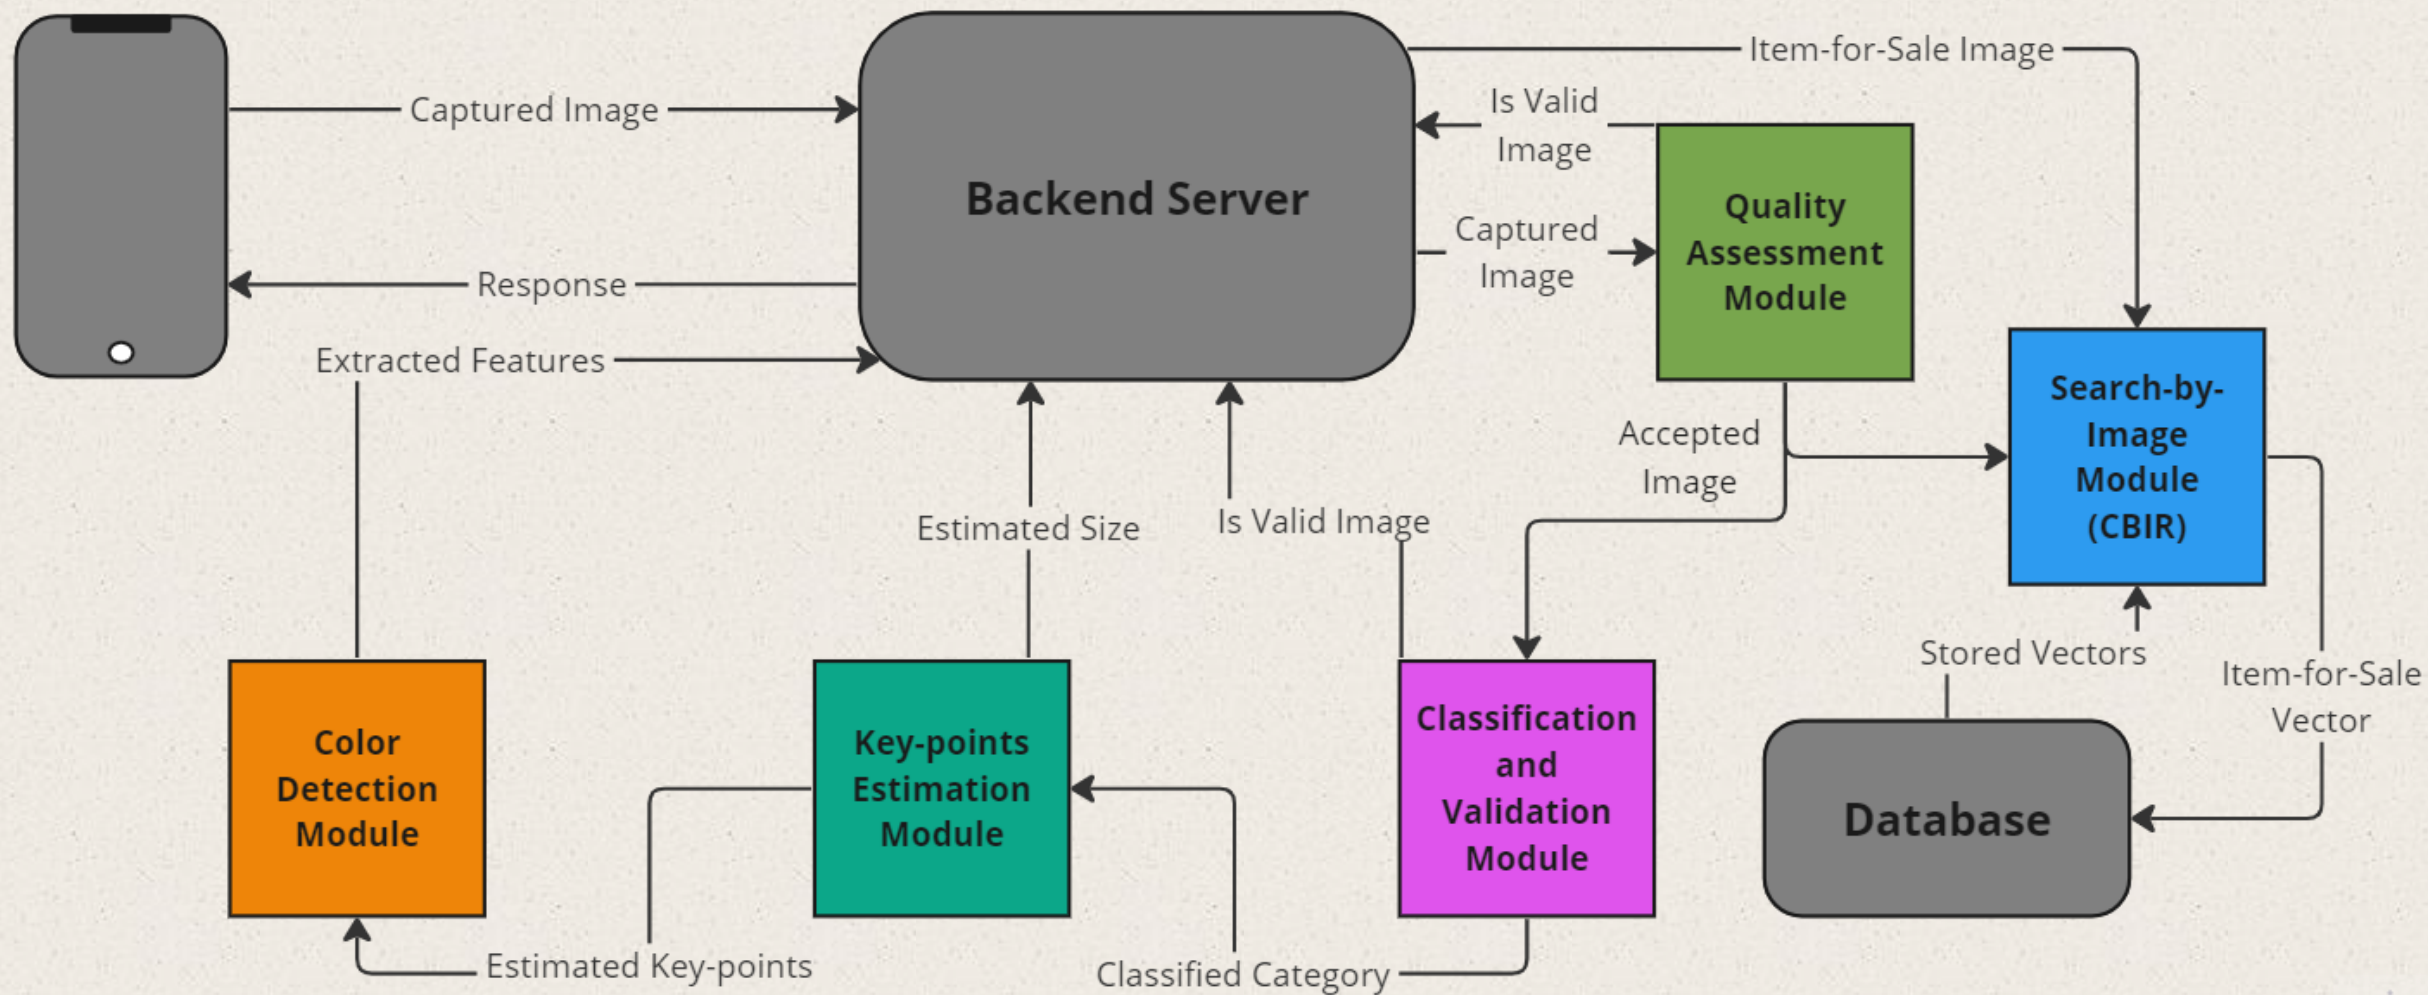 Item-for-Sale Image
Captured Image
Is Valid
Image
Backend Server
Quality
Assessment
Module
Captured
Image
Response
Extracted Features
Search-by-
Image
Module
(CBIR)
Accepted
Image
Estimated Size
Is Valid Image
Stored Vectors
Item-for-Sale
Vector
Color
Detection
Module
Key-points
Estimation
Module
Classification
and
Validation
Module
Database
Estimated Key-points
Classified Category